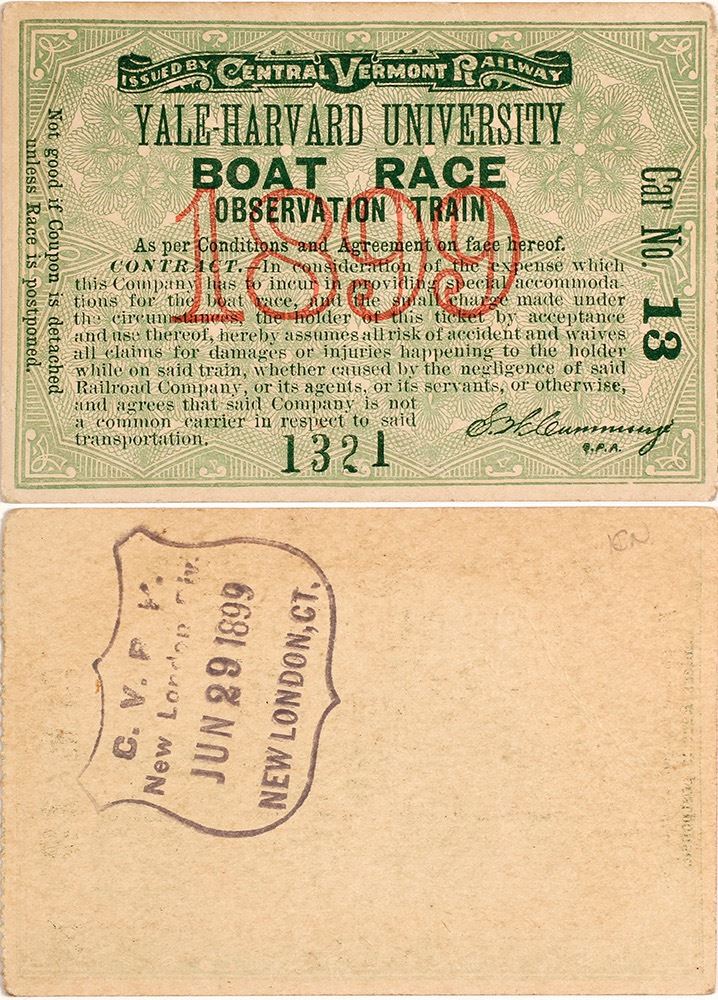 ISSUED BY CENTRAL VERMONT RAILWAY
YALE-HARVARD UNIVERSITY
BOAT RACE
OBSERVATION TRAIN
1899
As per Conditions and Agreement on face hereof.
CONTRACT.—In consideration of the expense which
this Company has to incur in providing special accommoda
tions for the boat race, and the small charge made under
the circumstances, the holder of this ticket by acceptance
and use thereof, hereby assumes all risk of accident and waives
all claims for damages or injuries happening to the holder
while on said train, whether caused by the negligence of said
Railroad Company, or its agents, or its servants, or otherwise,
and agrees that said Company is not
a common carrier in respect to said
transportation.
1321
S. W. Cummings
G.P.A.
Not good if Coupon is detached
unless Race is postponed.
Car No. 13
C. V. R Y.
New London Div.
JUN 29 1899
NEW LONDON, CT.